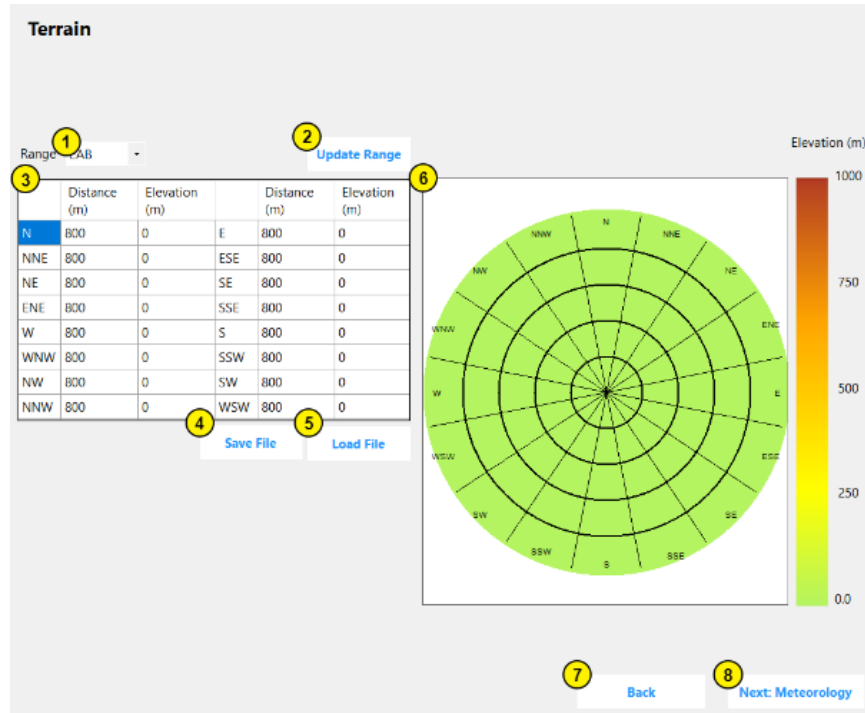 Terrain
1
2
Range EAB
Update Range
Elevation (m)
3
6
Distance (m) Elevation (m) Distance (m) Elevation (m)
1000
N 800 0 E 800 0
NNE 800 0 ESE 800 0
NE 800 0 SE 800 0
ENE 800 0 SSE 800 0
W 800 0 S 800 0
WNW 800 0 SSW 800 0
NW 800 0 SW 800 0
NNW 800 0 WSW 800 0
4
5
Save File
Load File
N
NNE
NE
ENE
E
ESE
SE
SSE
S
SSW
SW
WSW
W
WNW
NW
NNW
750
500
250
0.0
7
8
Back
Next: Meteorology